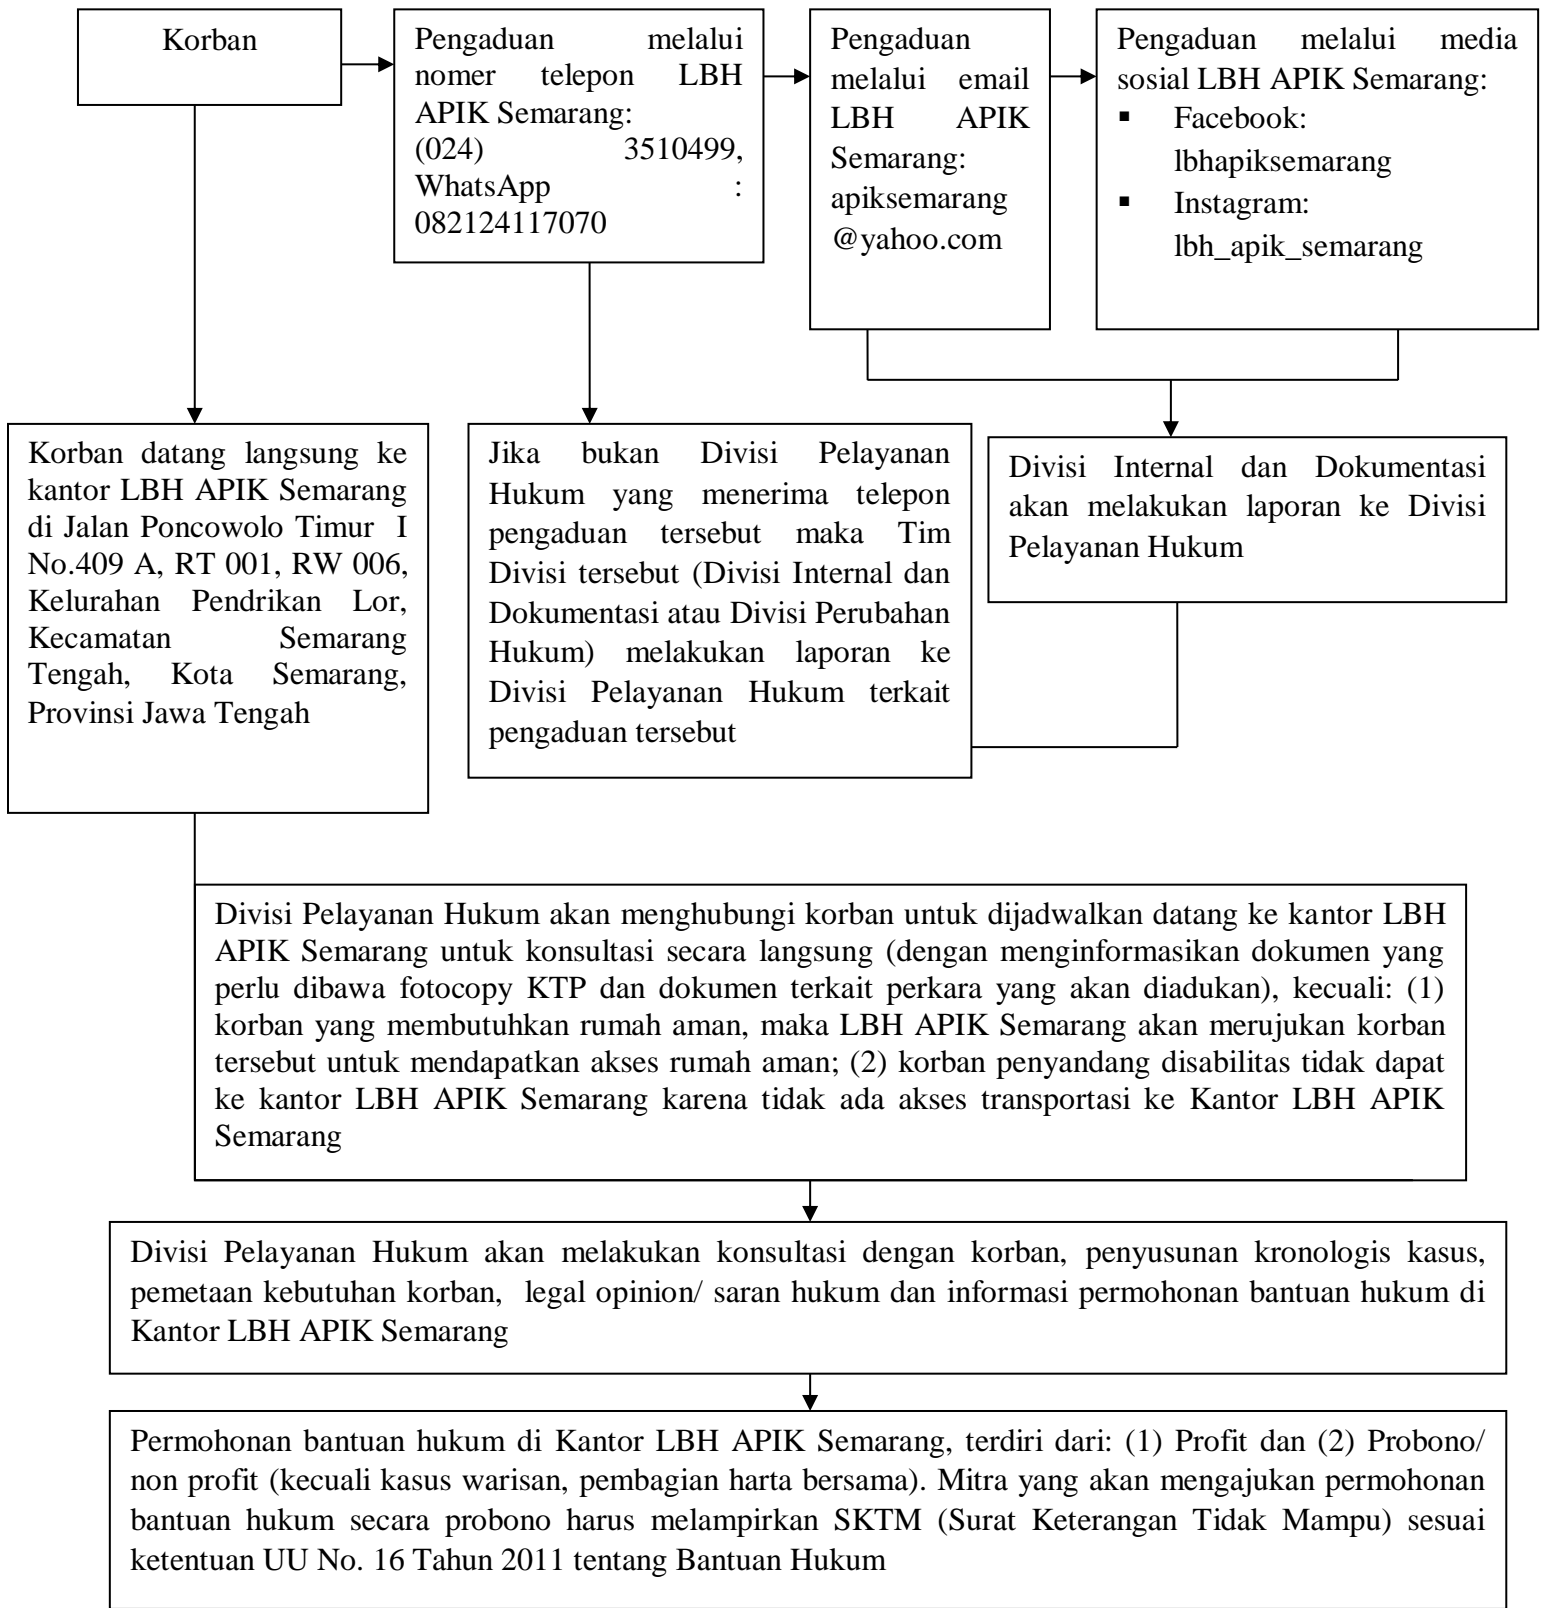 Korban
Pengaduan melalui
nomer telepon LBH
APIK Semarang:
(024) 3510499,
WhatsApp :
082124117070
Pengaduan
melalui email
LBH APIK
Semarang:
apiksemarang
@yahoo.com
Pengaduan melalui media
sosial LBH APIK Semarang:
▪ Facebook:
lbhapiksemarang
▪ Instagram:
lbh_apik_semarang
Korban datang langsung ke
kantor LBH APIK Semarang
di Jalan Poncowolo Timur I
No.409 A, RT 001, RW 006,
Kelurahan Pendrikan Lor,
Kecamatan Semarang
Tengah, Kota Semarang,
Provinsi Jawa Tengah
Jika bukan Divisi Pelayanan
Hukum yang menerima telepon
pengaduan tersebut maka Tim
Divisi tersebut (Divisi Internal dan
Dokumentasi atau Divisi Perubahan
Hukum) melakukan laporan ke
Divisi Pelayanan Hukum terkait
pengaduan tersebut
Divisi Internal dan Dokumentasi
akan melakukan laporan ke Divisi
Pelayanan Hukum
Divisi Pelayanan Hukum akan menghubungi korban untuk dijadwalkan datang ke kantor LBH
APIK Semarang untuk konsultasi secara langsung (dengan menginformasikan dokumen yang
perlu dibawa fotocopy KTP dan dokumen terkait perkara yang akan diadukan), kecuali: (1)
korban yang membutuhkan rumah aman, maka LBH APIK Semarang akan merujukan korban
tersebut untuk mendapatkan akses rumah aman; (2) korban penyandang disabilitas tidak dapat
ke kantor LBH APIK Semarang karena tidak ada akses transportasi ke Kantor LBH APIK
Semarang
Divisi Pelayanan Hukum akan melakukan konsultasi dengan korban, penyusunan kronologis kasus,
pemetaan kebutuhan korban, legal opinion/ saran hukum dan informasi permohonan bantuan hukum di
Kantor LBH APIK Semarang
Permohonan bantuan hukum di Kantor LBH APIK Semarang, terdiri dari: (1) Profit dan (2) Probono/
non profit (kecuali kasus warisan, pembagian harta bersama). Mitra yang akan mengajukan permohonan
bantuan hukum secara probono harus melampirkan SKTM (Surat Keterangan Tidak Mampu) sesuai
ketentuan UU No. 16 Tahun 2011 tentang Bantuan Hukum